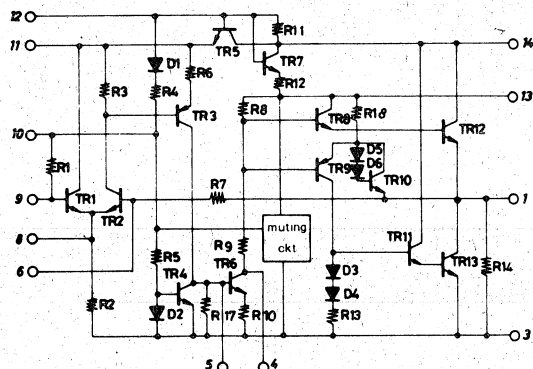 12
R11
11
TR5
14
TR7
D1
R6
R12
R3
R4
13
R8
R18
TR3
TR8
TR12
10
D5
R1
D6
TR9
TR10
9
TR1
TR2
R7
1
8
muting
ckt
R9
TR11
6
R5
TR6
TR4
D3
TR13
R14
D4
R2
D2
R17
R10
R13
3
5
4